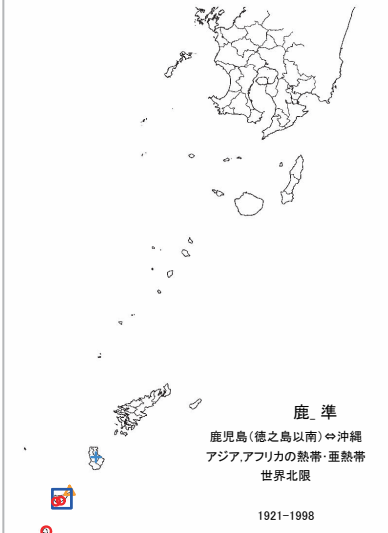 鹿_準
鹿児島(徳之島以南)⇔沖縄
アジア,アフリカの熱帯・亜熱帯
世界北限
1921-1998